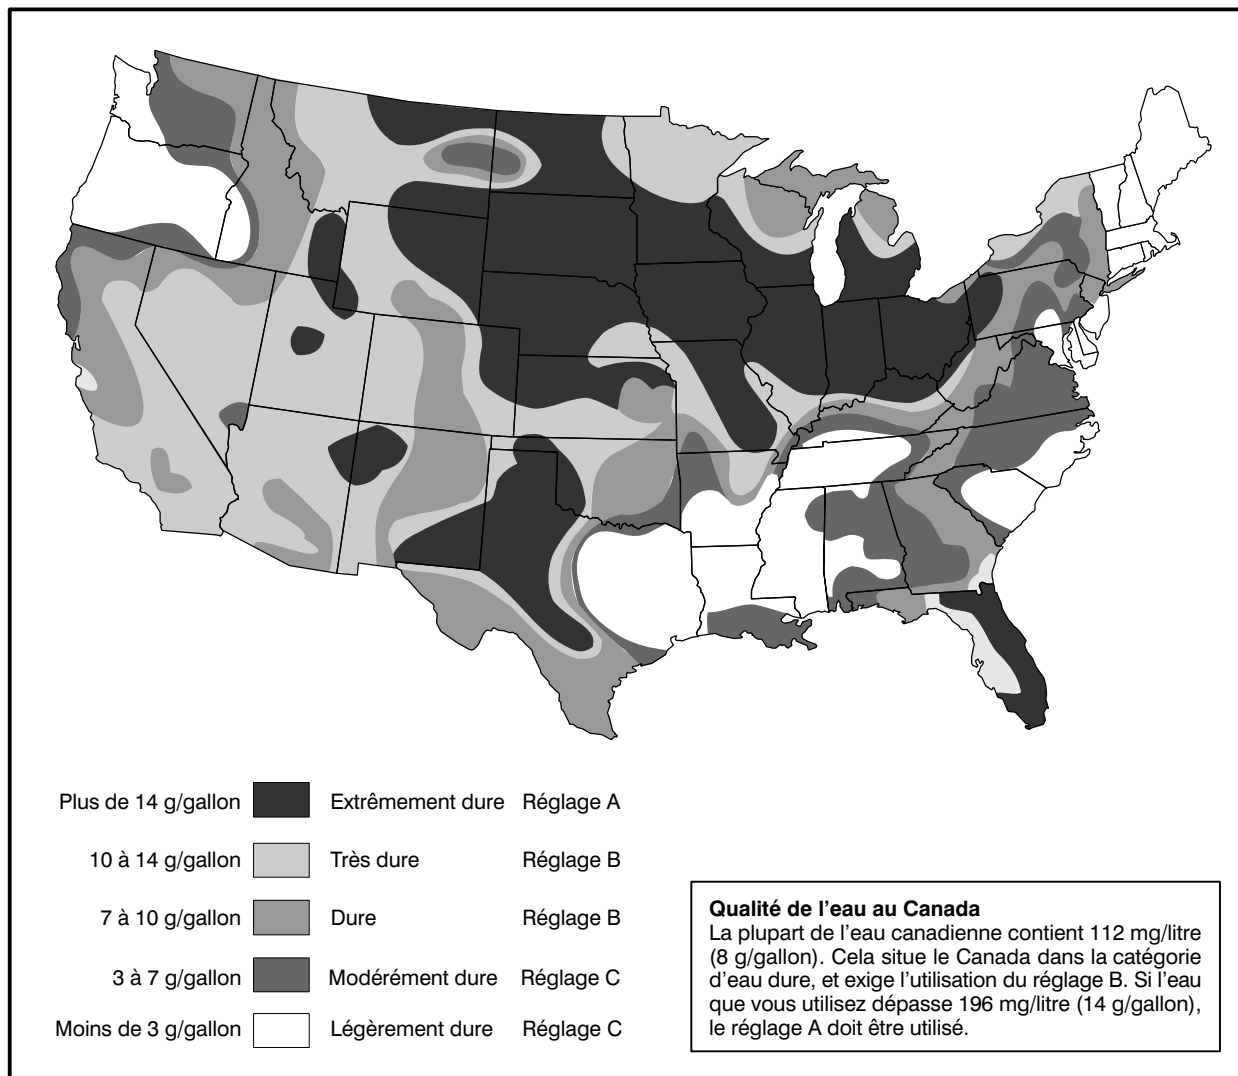 Plus de 14 g/gallon Extrêmement dure Réglage A
10 à 14 g/gallon Très dure Réglage B
7 à 10 g/gallon Dure Réglage B
3 à 7 g/gallon Modérément dure Réglage C
Moins de 3 g/gallon Légèrement dure Réglage C
Qualité de l’eau au Canada
La plupart de l’eau canadienne contient 112 mg/litre
(8 g/gallon). Cela situe le Canada dans la catégorie
d’eau dure, et exige l’utilisation du réglage B. Si l’eau
que vous utilisez dépasse 196 mg/litre (14 g/gallon),
le réglage A doit être utilisé.